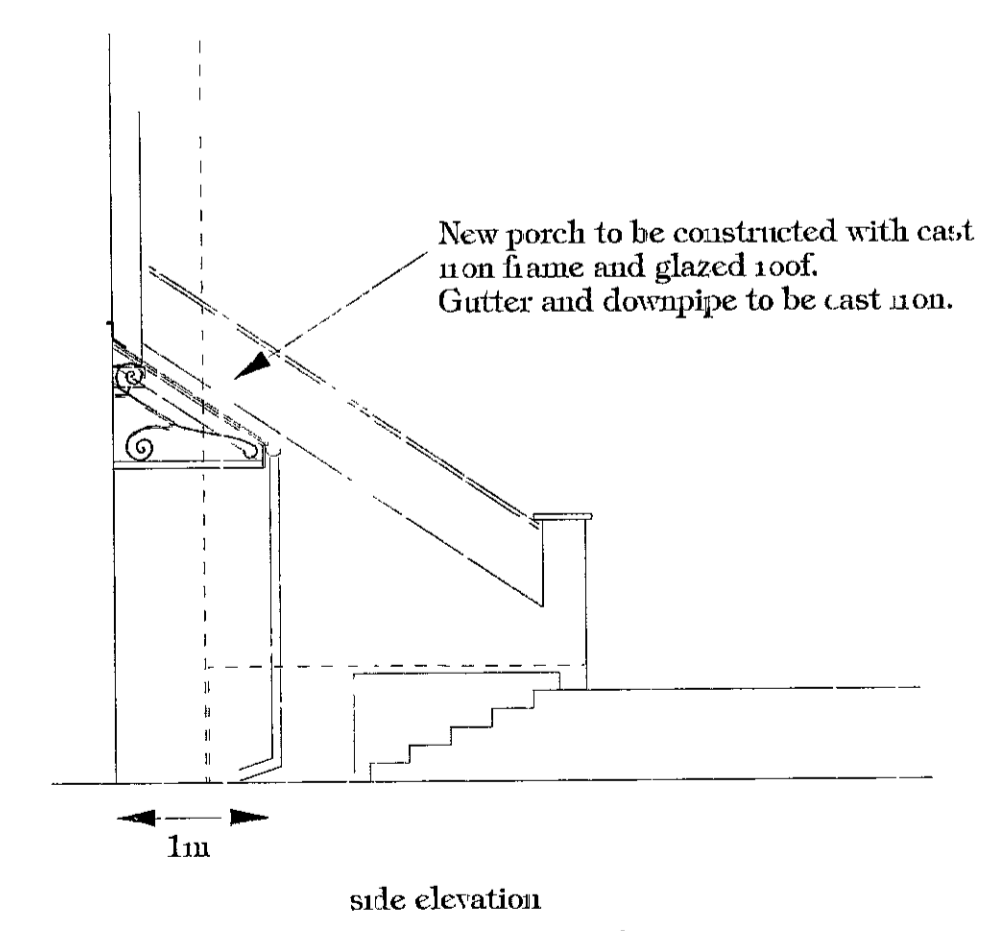 New porch to be constructed with cast
iron frame and glazed roof.
Gutter and downpipe to be cast iron.
1m
side elevation